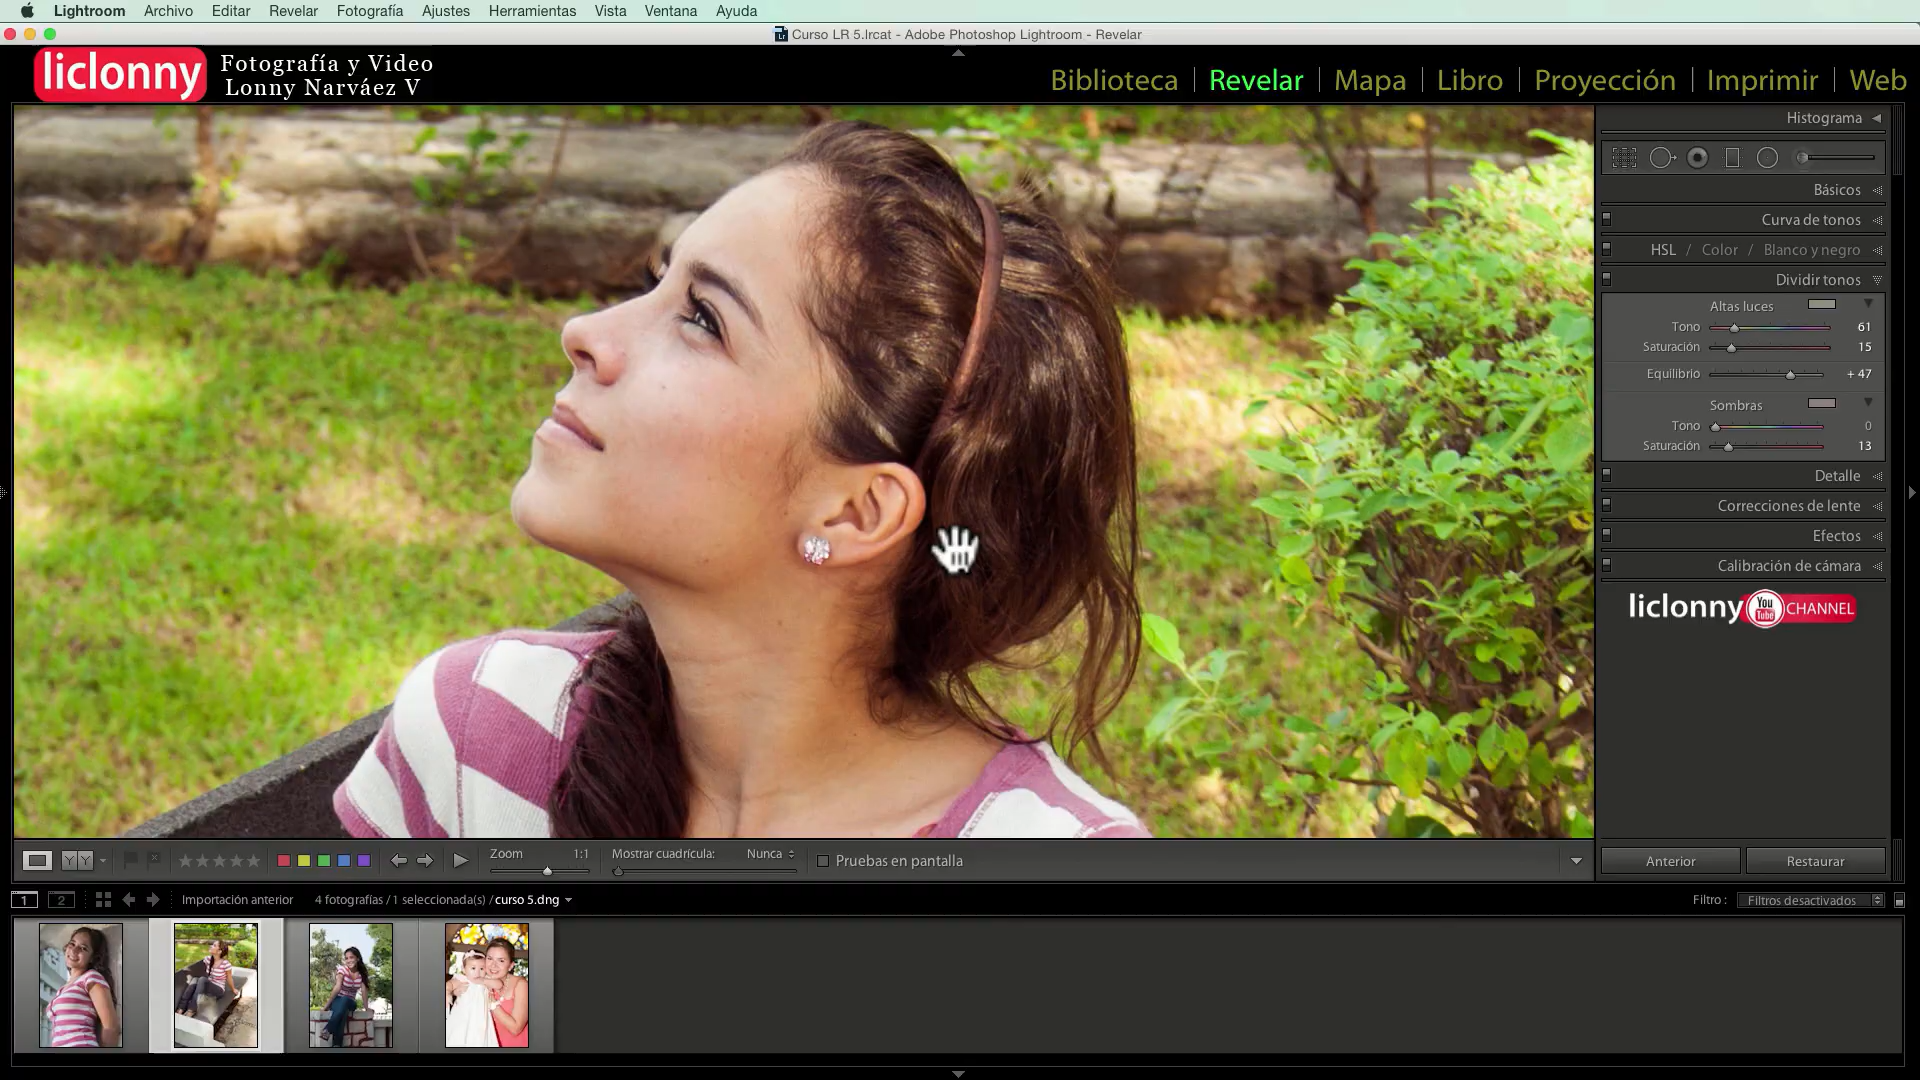 Lightroom Archivo Editar Revelar Fotografía Ajustes Herramientas Vista Ventana Ayuda
Curso LR 5.lrcat - Adobe Photoshop Lightroom - Revelar
liclonny
Fotografía y Video
Lonny Narváez V
Biblioteca | Revelar | Mapa | Libro | Proyección | Imprimir | Web
Histograma
Básicos
Curva de tonos
HSL / Color / Blanco y negro
Dividir tonos
Altas luces
Tono 61
Saturación 15
Equilibrio + 47
Sombras
Tono 0
Saturación 13
Detalle
Correcciones de lente
Efectos
Calibración de cámara
liclonny You Tube CHANNEL
YY Zoom 1:1 Mostrar cuadrícula: Nunca Pruebas en pantalla
Anterior Restaurar
1 2 Importación anterior 4 fotografías / 1 seleccionada(s) / curso 5.dng
Filtro : Filtros desactivados